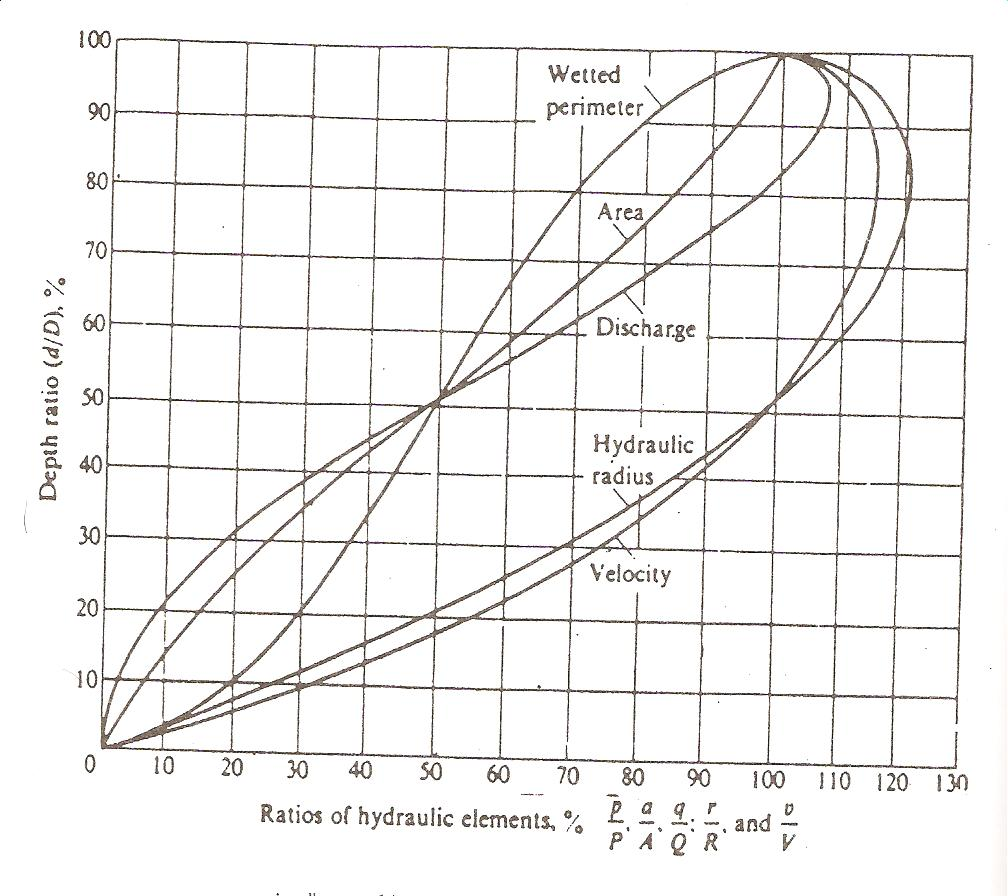 100
90
80
70
60
50
40
30
20
10
0
Depth ratio (d/D), %
Wetted
perimeter
Area
Discharge
Hydraulic
radius
Velocity
0 10 20 30 40 50 60 70 80 90 100 110 120 130
Ratios of hydraulic elements, % p/P, a/A, q/Q; r/R, and v/V